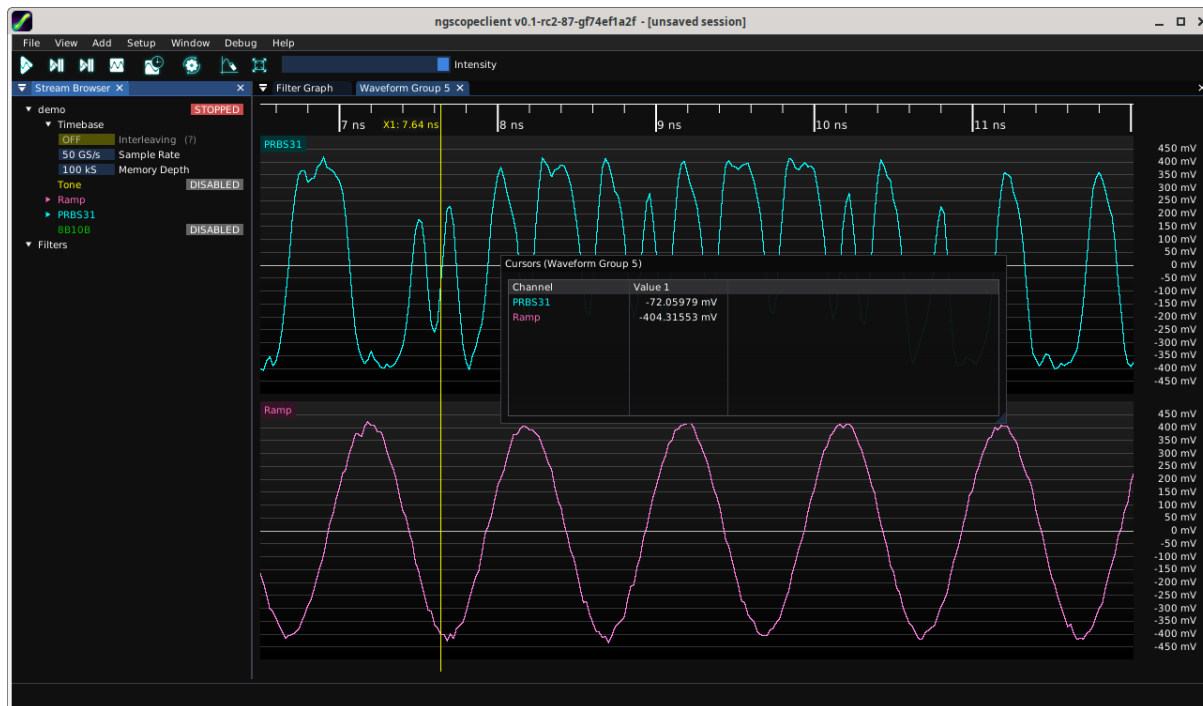 ngscopeclient v0.1-rc2-87-gf74ef1a2f - [unsaved session]
File View Add Setup Window Debug Help
Intensity
Stream Browser
Filter Graph Waveform Group 5
demo STOPPED
Timebase
OFF Interleaving (?)
50 GS/s Sample Rate
100 kS Memory Depth
Tone DISABLED
Ramp
PRBS31
8B10B DISABLED
Filters
7 ns X1: 7.64 ns 8 ns 9 ns 10 ns 11 ns
PRBS31
450 mV
400 mV
350 mV
300 mV
250 mV
200 mV
150 mV
100 mV
50 mV
0 mV
-50 mV
-100 mV
-150 mV
-200 mV
-250 mV
-300 mV
-350 mV
-400 mV
-450 mV
Cursors (Waveform Group 5)
Channel Value 1
PRBS31 -72.05979 mV
Ramp -404.31553 mV
Ramp
450 mV
400 mV
350 mV
300 mV
250 mV
200 mV
150 mV
100 mV
50 mV
0 mV
-50 mV
-100 mV
-150 mV
-200 mV
-250 mV
-300 mV
-350 mV
-400 mV
-450 mV